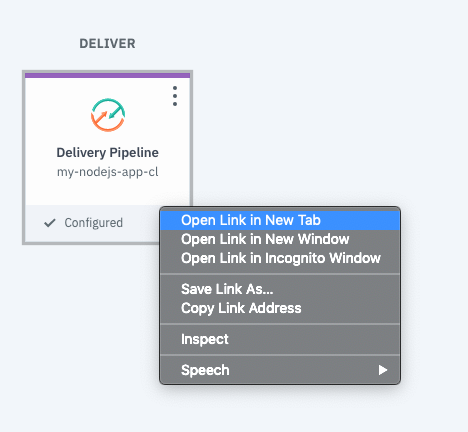 DELIVER
Delivery Pipeline
my-nodejs-app-cl
Configured
Open Link in New Tab
Open Link in New Window
Open Link in Incognito Window
Save Link As...
Copy Link Address
Inspect
Speech